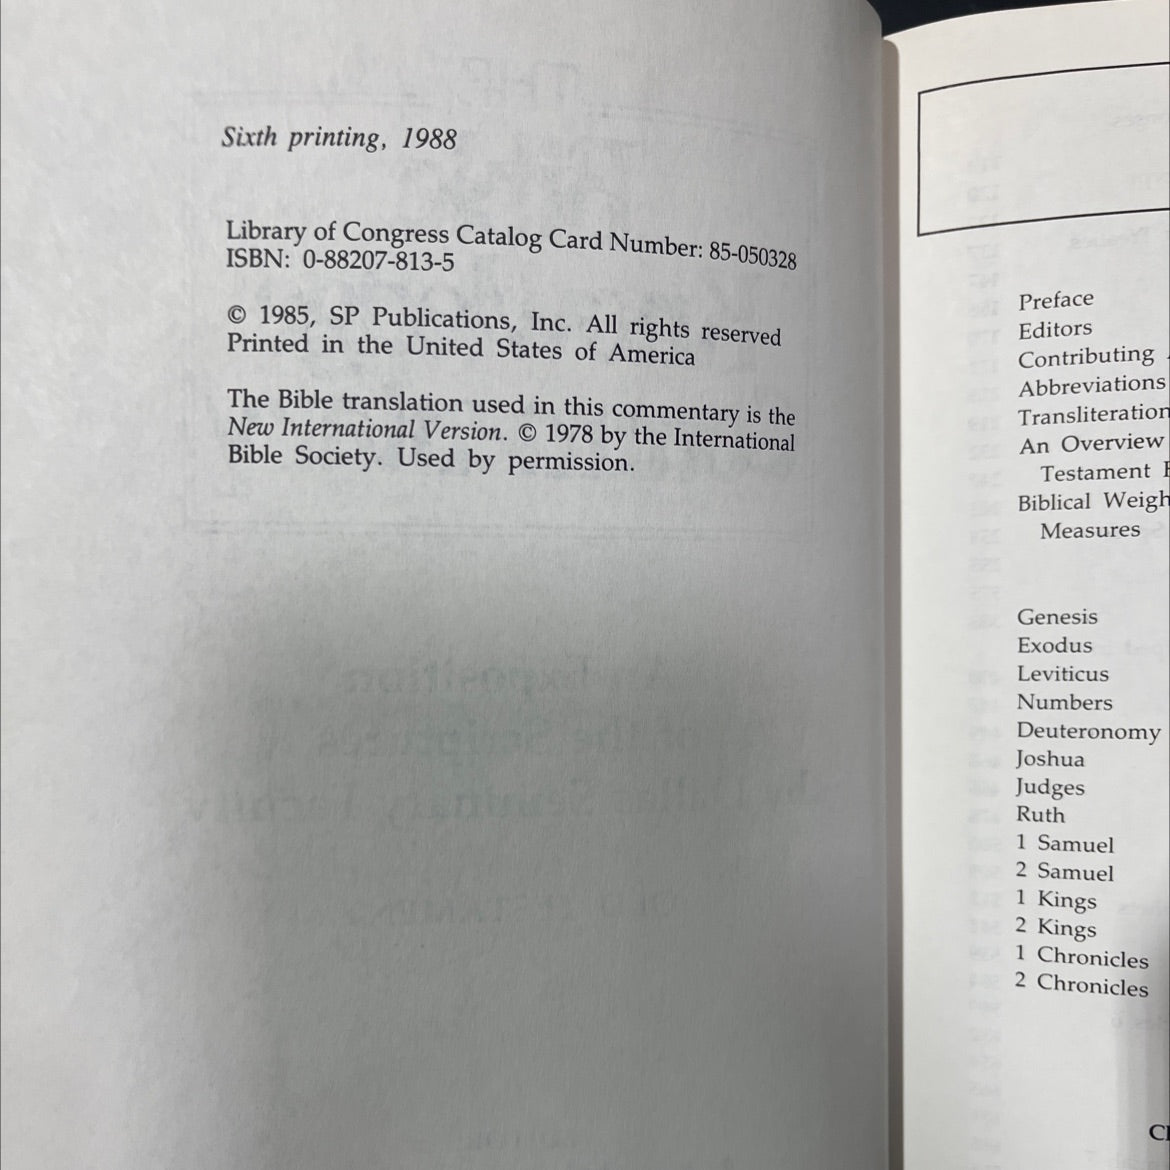 Sixth printing, 1988
Library of Congress Catalog Card Number: 85-050328
ISBN: 0-88207-813-5
© 1985, SP Publications, Inc. All rights reserved
Printed in the United States of America
The Bible translation used in this commentary is the
New International Version. © 1978 by the International
Bible Society. Used by permission.
Preface
Editors
Contributing
Abbreviations
Transliteration
An Overview
Testament
Biblical Weigh
Measures
Genesis
Exodus
Leviticus
Numbers
Deuteronomy
Joshua
Judges
Ruth
1 Samuel
2 Samuel
1 Kings
2 Kings
1 Chronicles
2 Chronicles